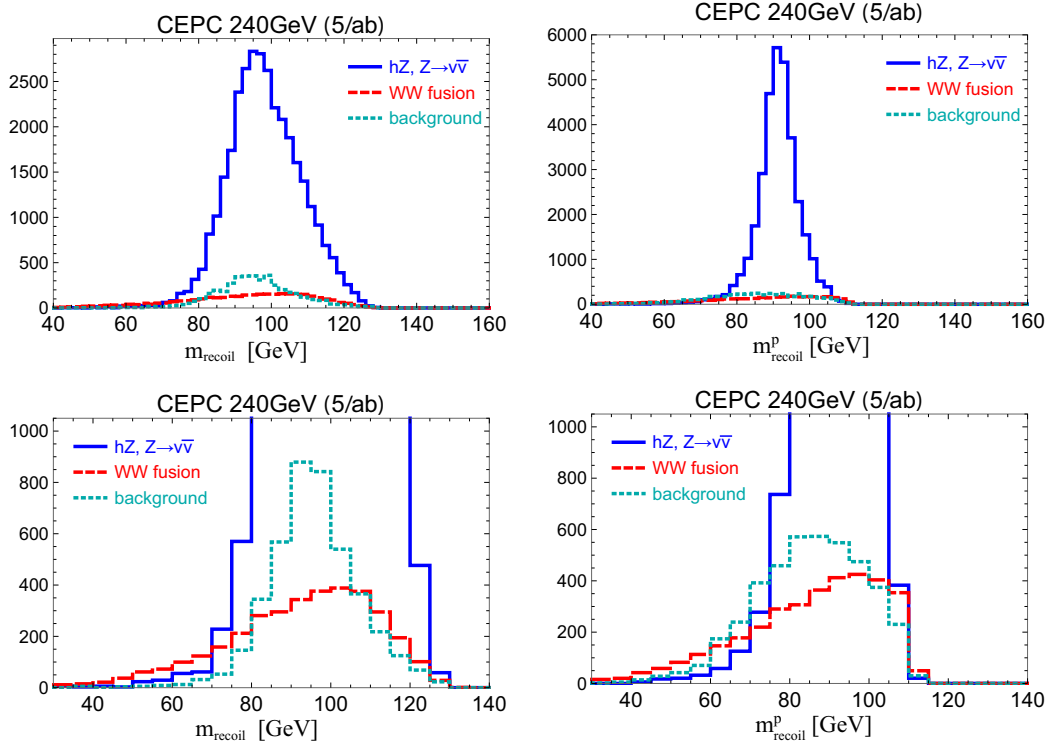 CEPC 240GeV (5/ab)
2500
2000
1500
1000
500
0
40 60 80 100 120 140 160
hZ, Z→νν̅
WW fusion
background
m_recoil [GeV]
CEPC 240GeV (5/ab)
6000
5000
4000
3000
2000
1000
0
40 60 80 100 120 140 160
hZ, Z→νν̅
WW fusion
background
m^p_recoil [GeV]
CEPC 240GeV (5/ab)
1000
800
600
400
200
0
40 60 80 100 120 140
hZ, Z→νν̅
WW fusion
background
m_recoil [GeV]
CEPC 240GeV (5/ab)
1000
800
600
400
200
0
40 60 80 100 120 140
hZ, Z→νν̅
WW fusion
background
m^p_recoil [GeV]